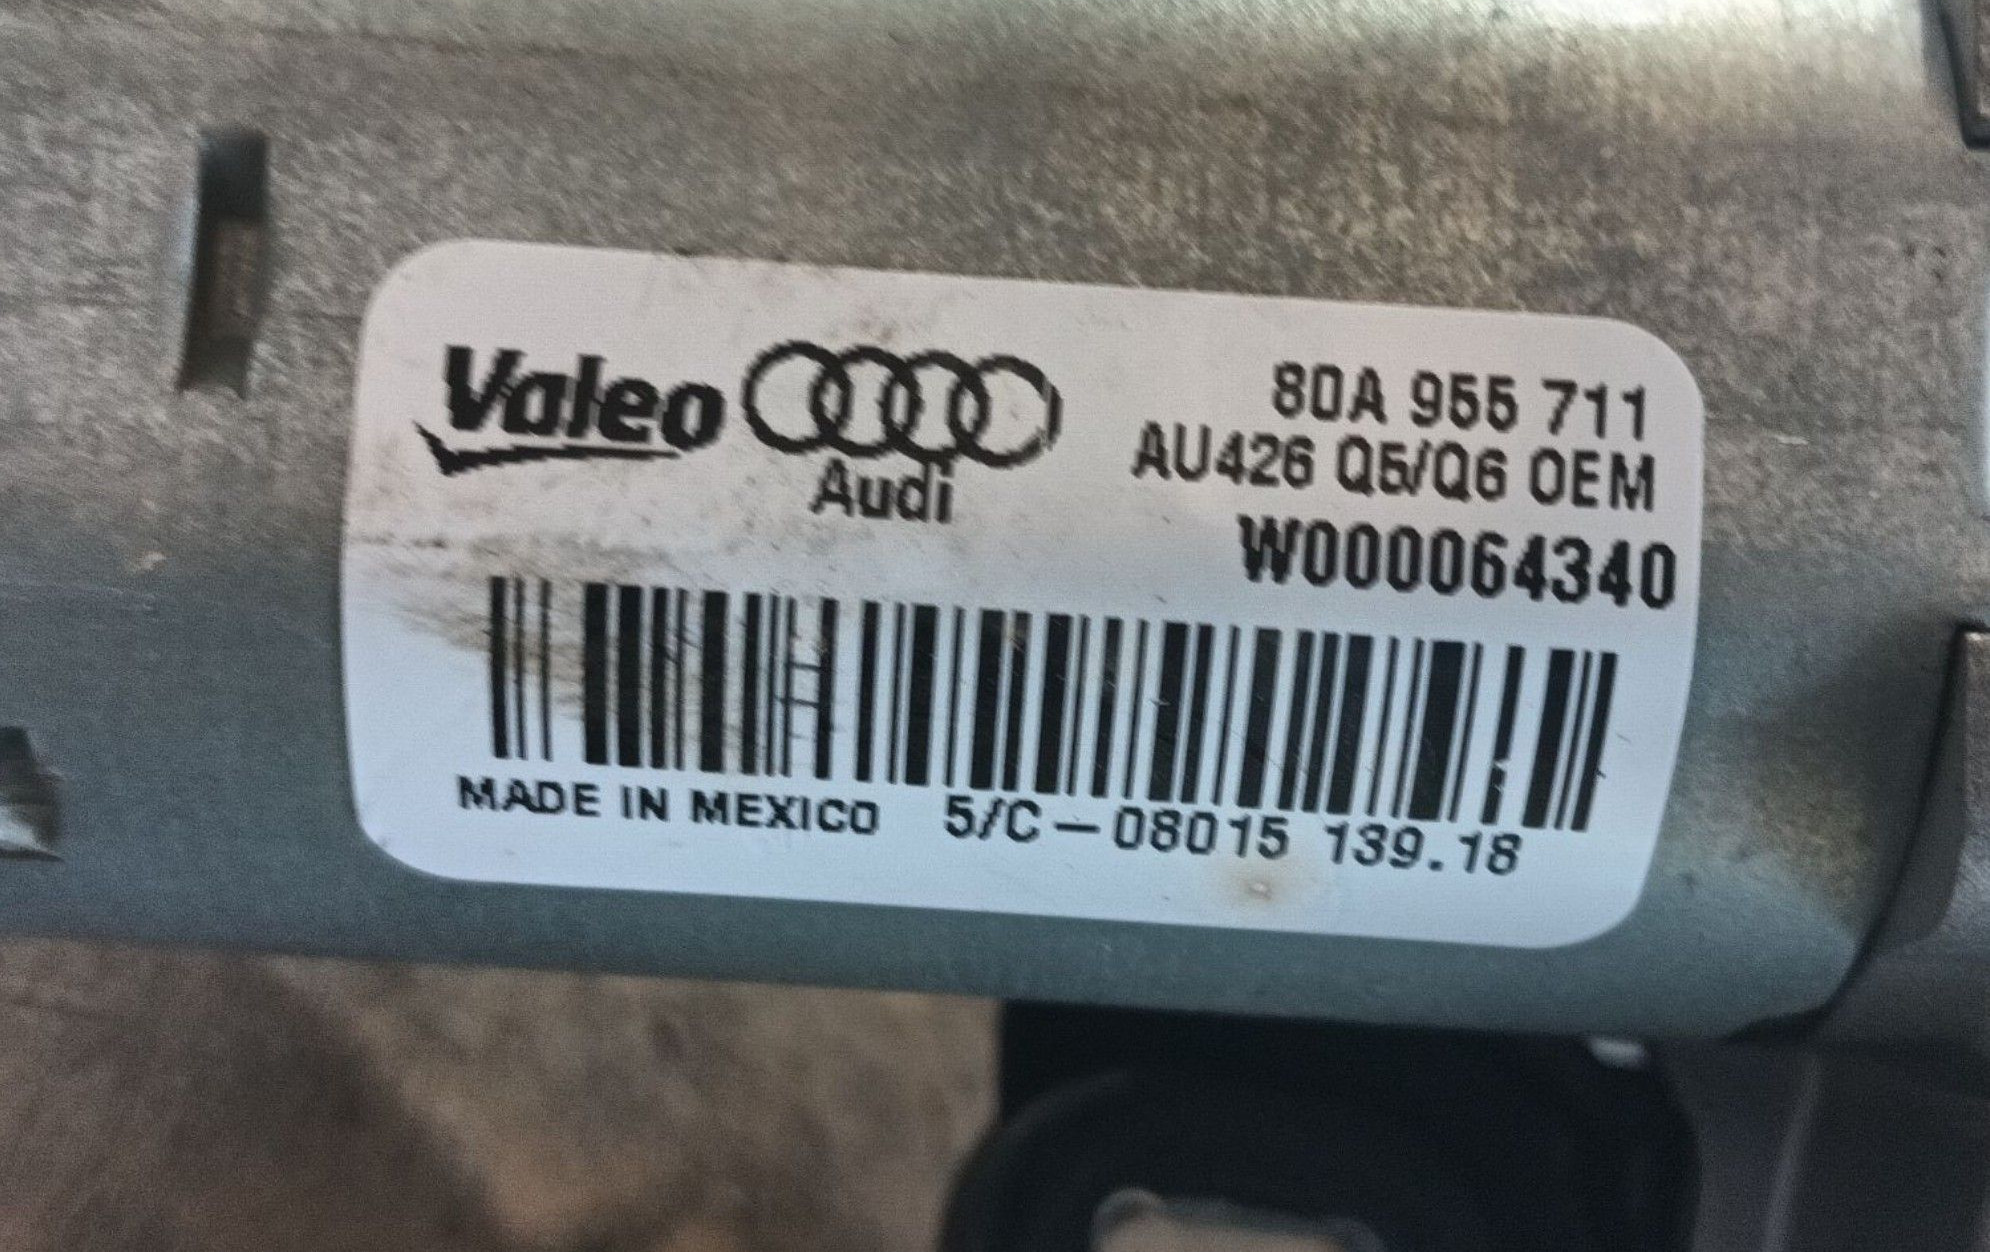 Valeo
Audi
80A 955 711
AU426 Q5/Q6 OEM
W000064340
MADE IN MEXICO 5/C-08015 139.18